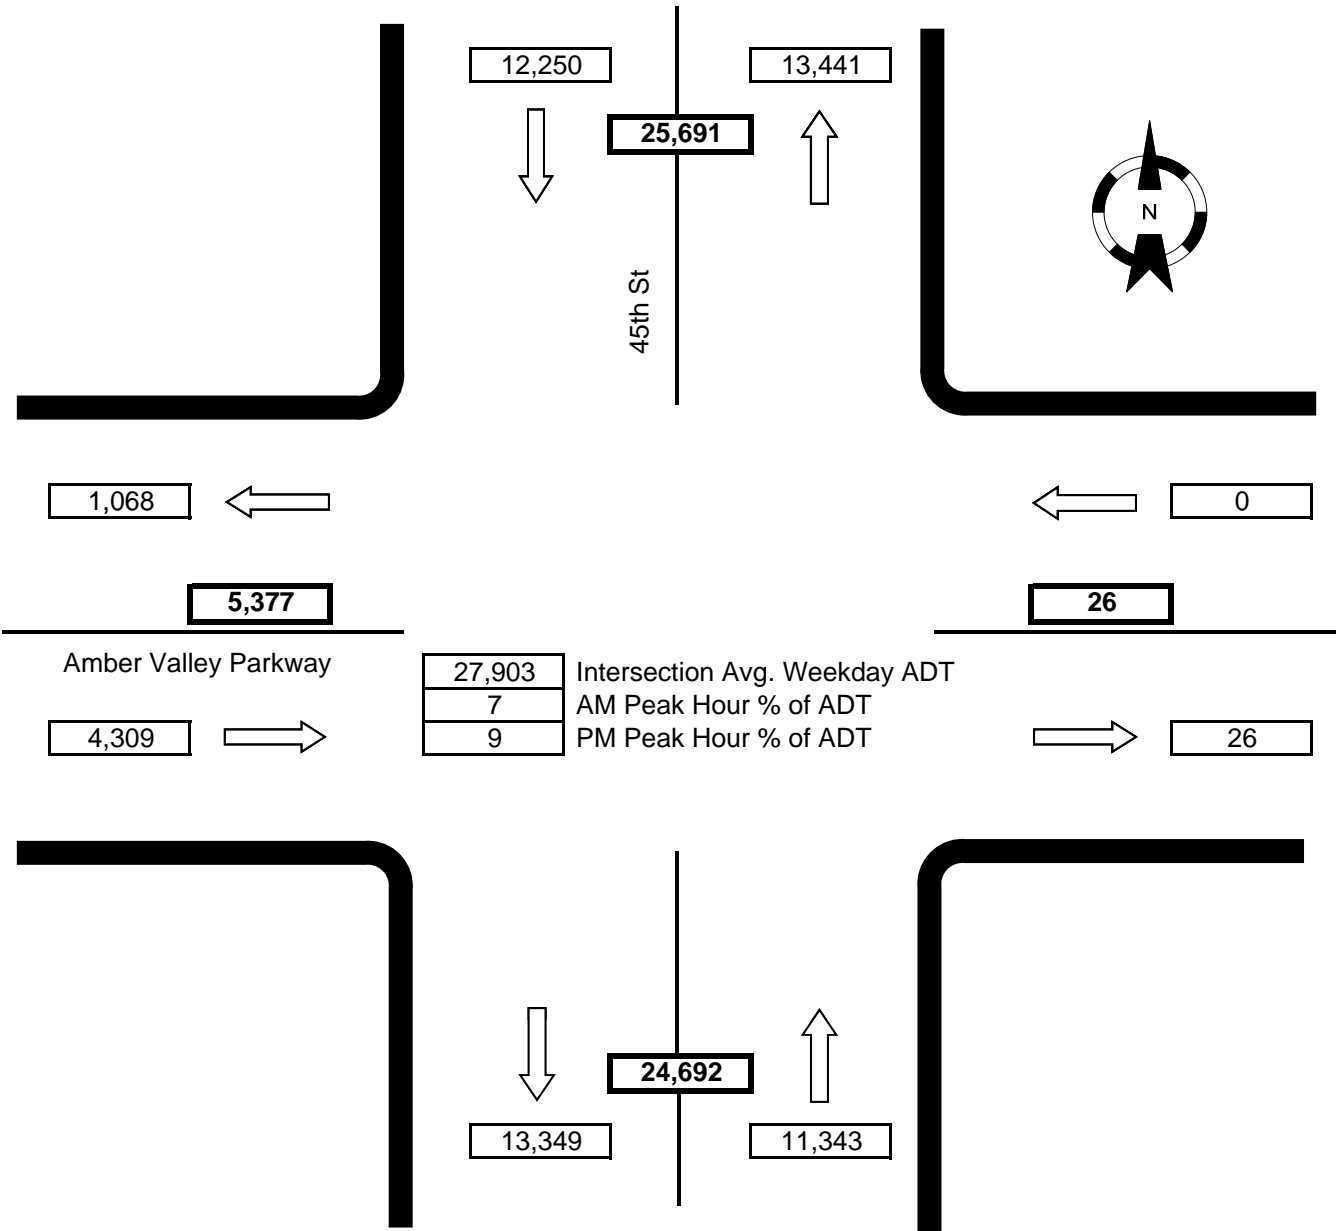 12,250
13,441
25,691
N
45th St
1,068
0
5,377
26
Amber Valley Parkway
27,903 Intersection Avg. Weekday ADT
7 AM Peak Hour % of ADT
9 PM Peak Hour % of ADT
4,309
26
24,692
13,349
11,343